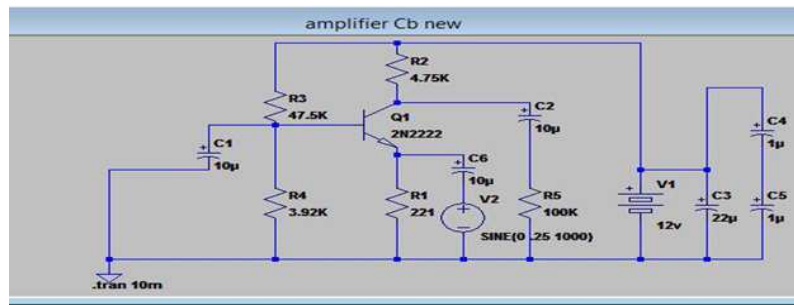 amplifier Cb new
R2
4.75K
R3
47.5K
Q1
2N2222
C2
10µ
C4
1µ
C1
10µ
C6
10µ
R4
3.92K
R1
221
V2
R5
100K
V1
12v
C3
22µ
C5
1µ
SINE(0 .25 1000)
.tran 10m